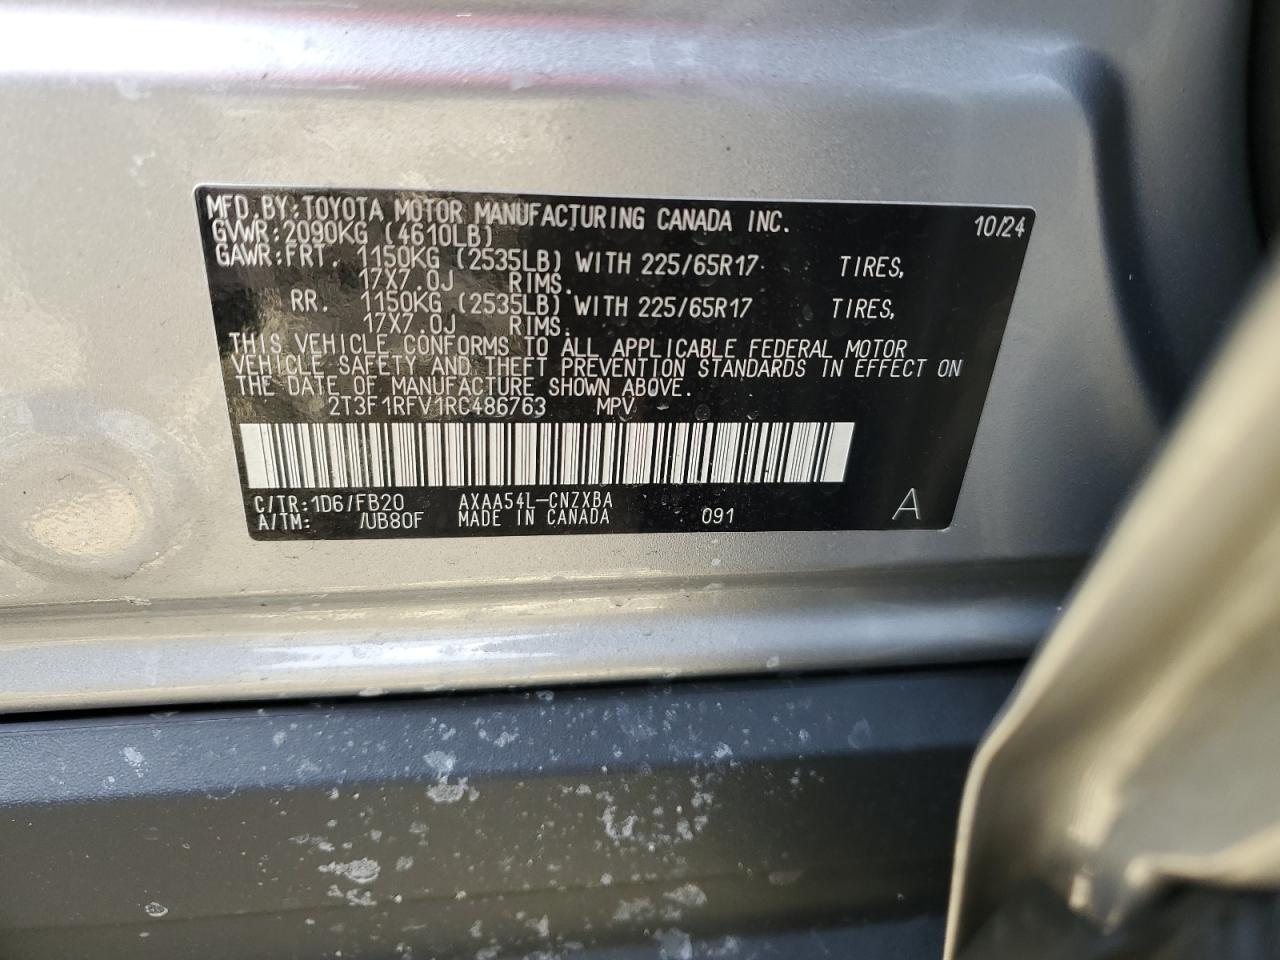 MFD.BY:TOYOTA MOTOR MANUFACTURING CANADA INC. 10/24
GVWR:2090KG (4610LB)
GAWR:FRT. 1150KG (2535LB) WITH 225/65R17 TIRES,
17X7.0J RIMS.
RR. 1150KG (2535LB) WITH 225/65R17 TIRES,
17X7.0J RIMS.
THIS VEHICLE CONFORMS TO ALL APPLICABLE FEDERAL MOTOR
VEHICLE SAFETY AND THEFT PREVENTION STANDARDS IN EFFECT ON
THE DATE OF MANUFACTURE SHOWN ABOVE.
2T3F1RFV1RC486763 MPV
C/TR:1D6/FB20 AXAA54L-CNZXBA
A/TM: /UB80F MADE IN CANADA 091 A